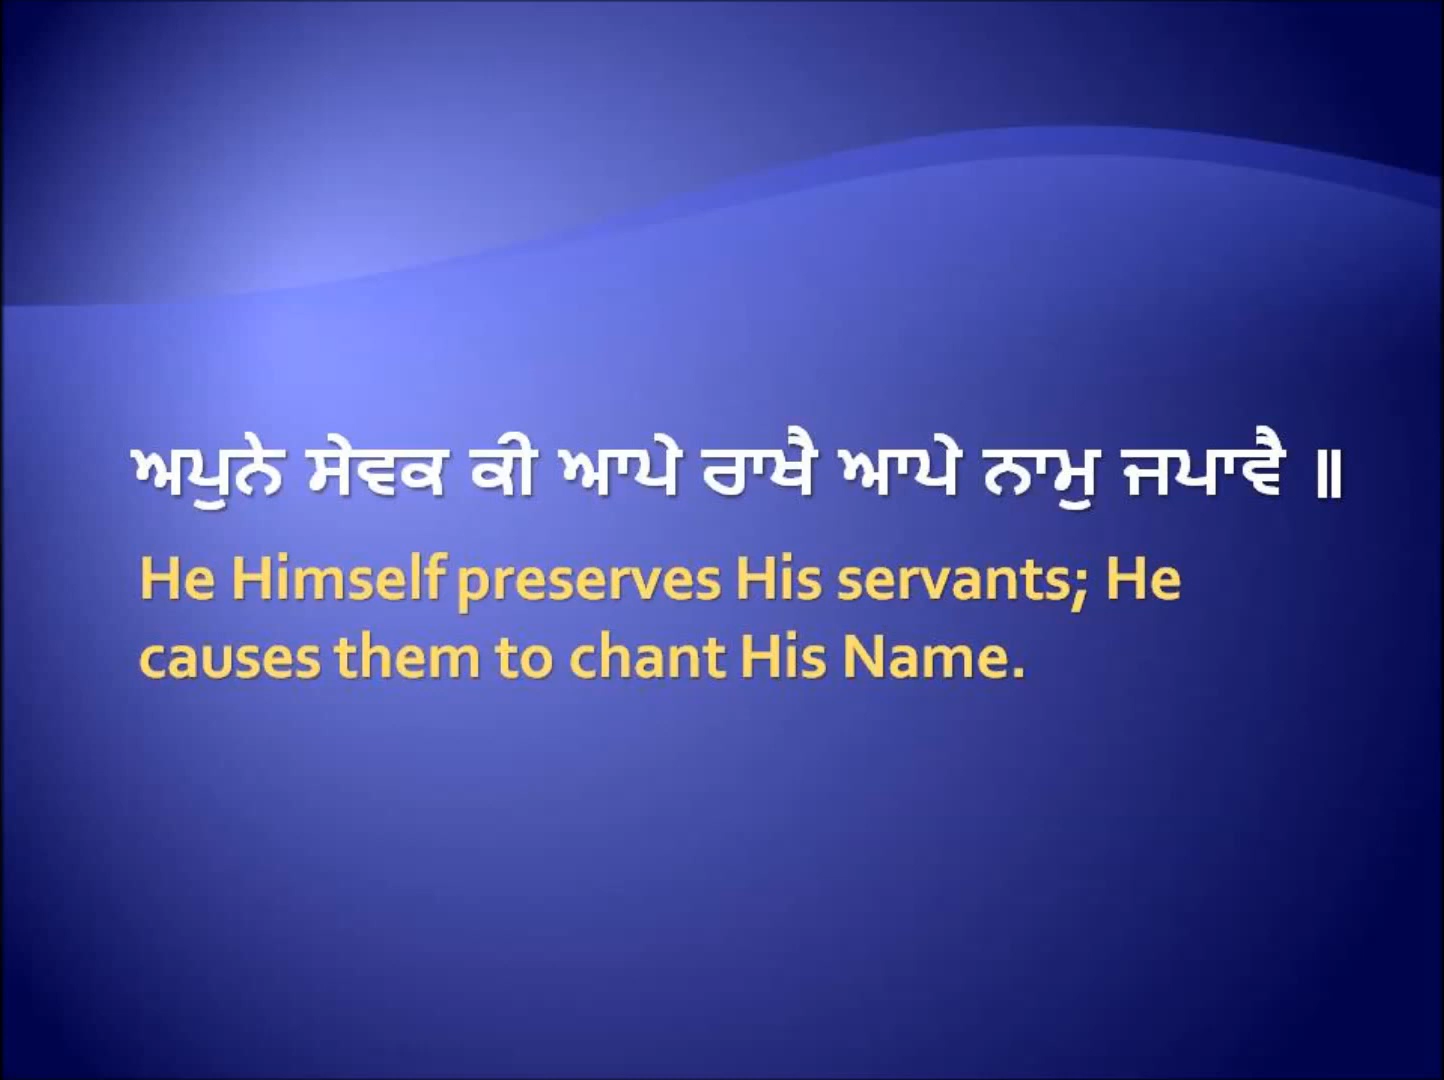 ਅਪੁਨੇ ਸੇਵਕ ਕੀ ਆਪੇ ਰਾਖੈ ਆਪੇ ਨਾਮੁ ਜਪਾਵੈ ॥
He Himself preserves His servants; He
causes them to chant His Name.